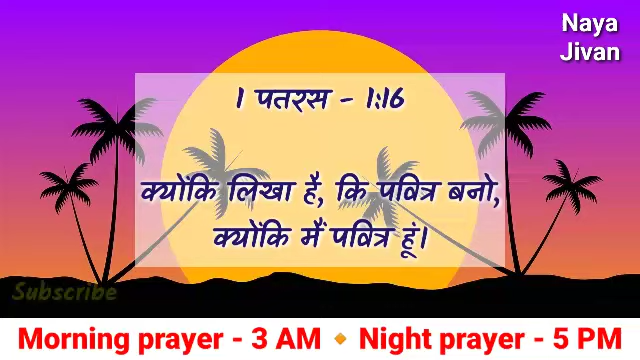 Naya
Jivan
1 पतरस - 1:16
क्योंकि लिखा है, कि पवित्र बनो,
क्योंकि मैं पवित्र हूं।
Subscribe
Morning prayer - 3 AM 🔸 Night prayer - 5 PM